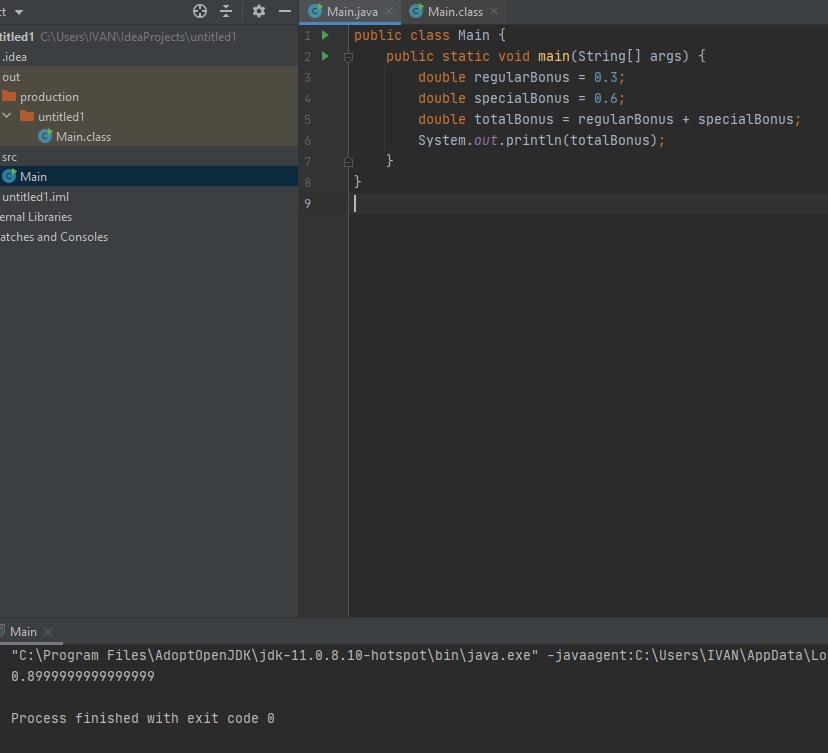 ct
titled1 C:\Users\IVAN\IdeaProjects\untitled1
.idea
out
production
untitled1
Main.class
src
Main
untitled1.iml
ernal Libraries
atches and Consoles
Main.java
Main.class
1 public class Main {
2 public static void main(String[] args) {
3 double regularBonus = 0.3;
4 double specialBonus = 0.6;
5 double totalBonus = regularBonus + specialBonus;
6 System.out.println(totalBonus);
7 }
8 }
9
Main
"C:\Program Files\AdoptOpenJDK\jdk-11.0.8.10-hotspot\bin\java.exe" -javaagent:C:\Users\IVAN\AppData\Lo
0.8999999999999999
Process finished with exit code 0